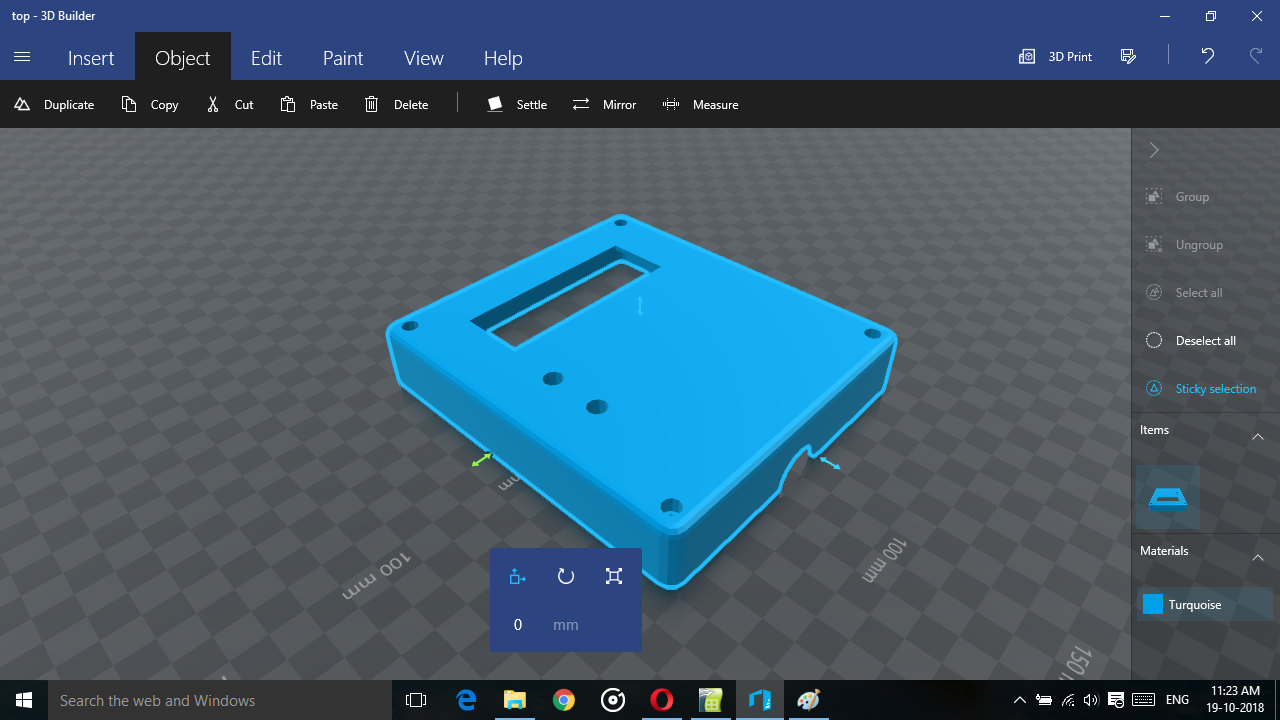 top - 3D Builder
Insert Object Edit Paint View Help 3D Print
Duplicate Copy Cut Paste Delete Settle Mirror Measure
Group
Ungroup
Select all
Deselect all
Sticky selection
Items
100 mm
100 mm
Materials
Turquoise
0 mm
150
Search the web and Windows
ENG
11:23 AM
19-10-2018